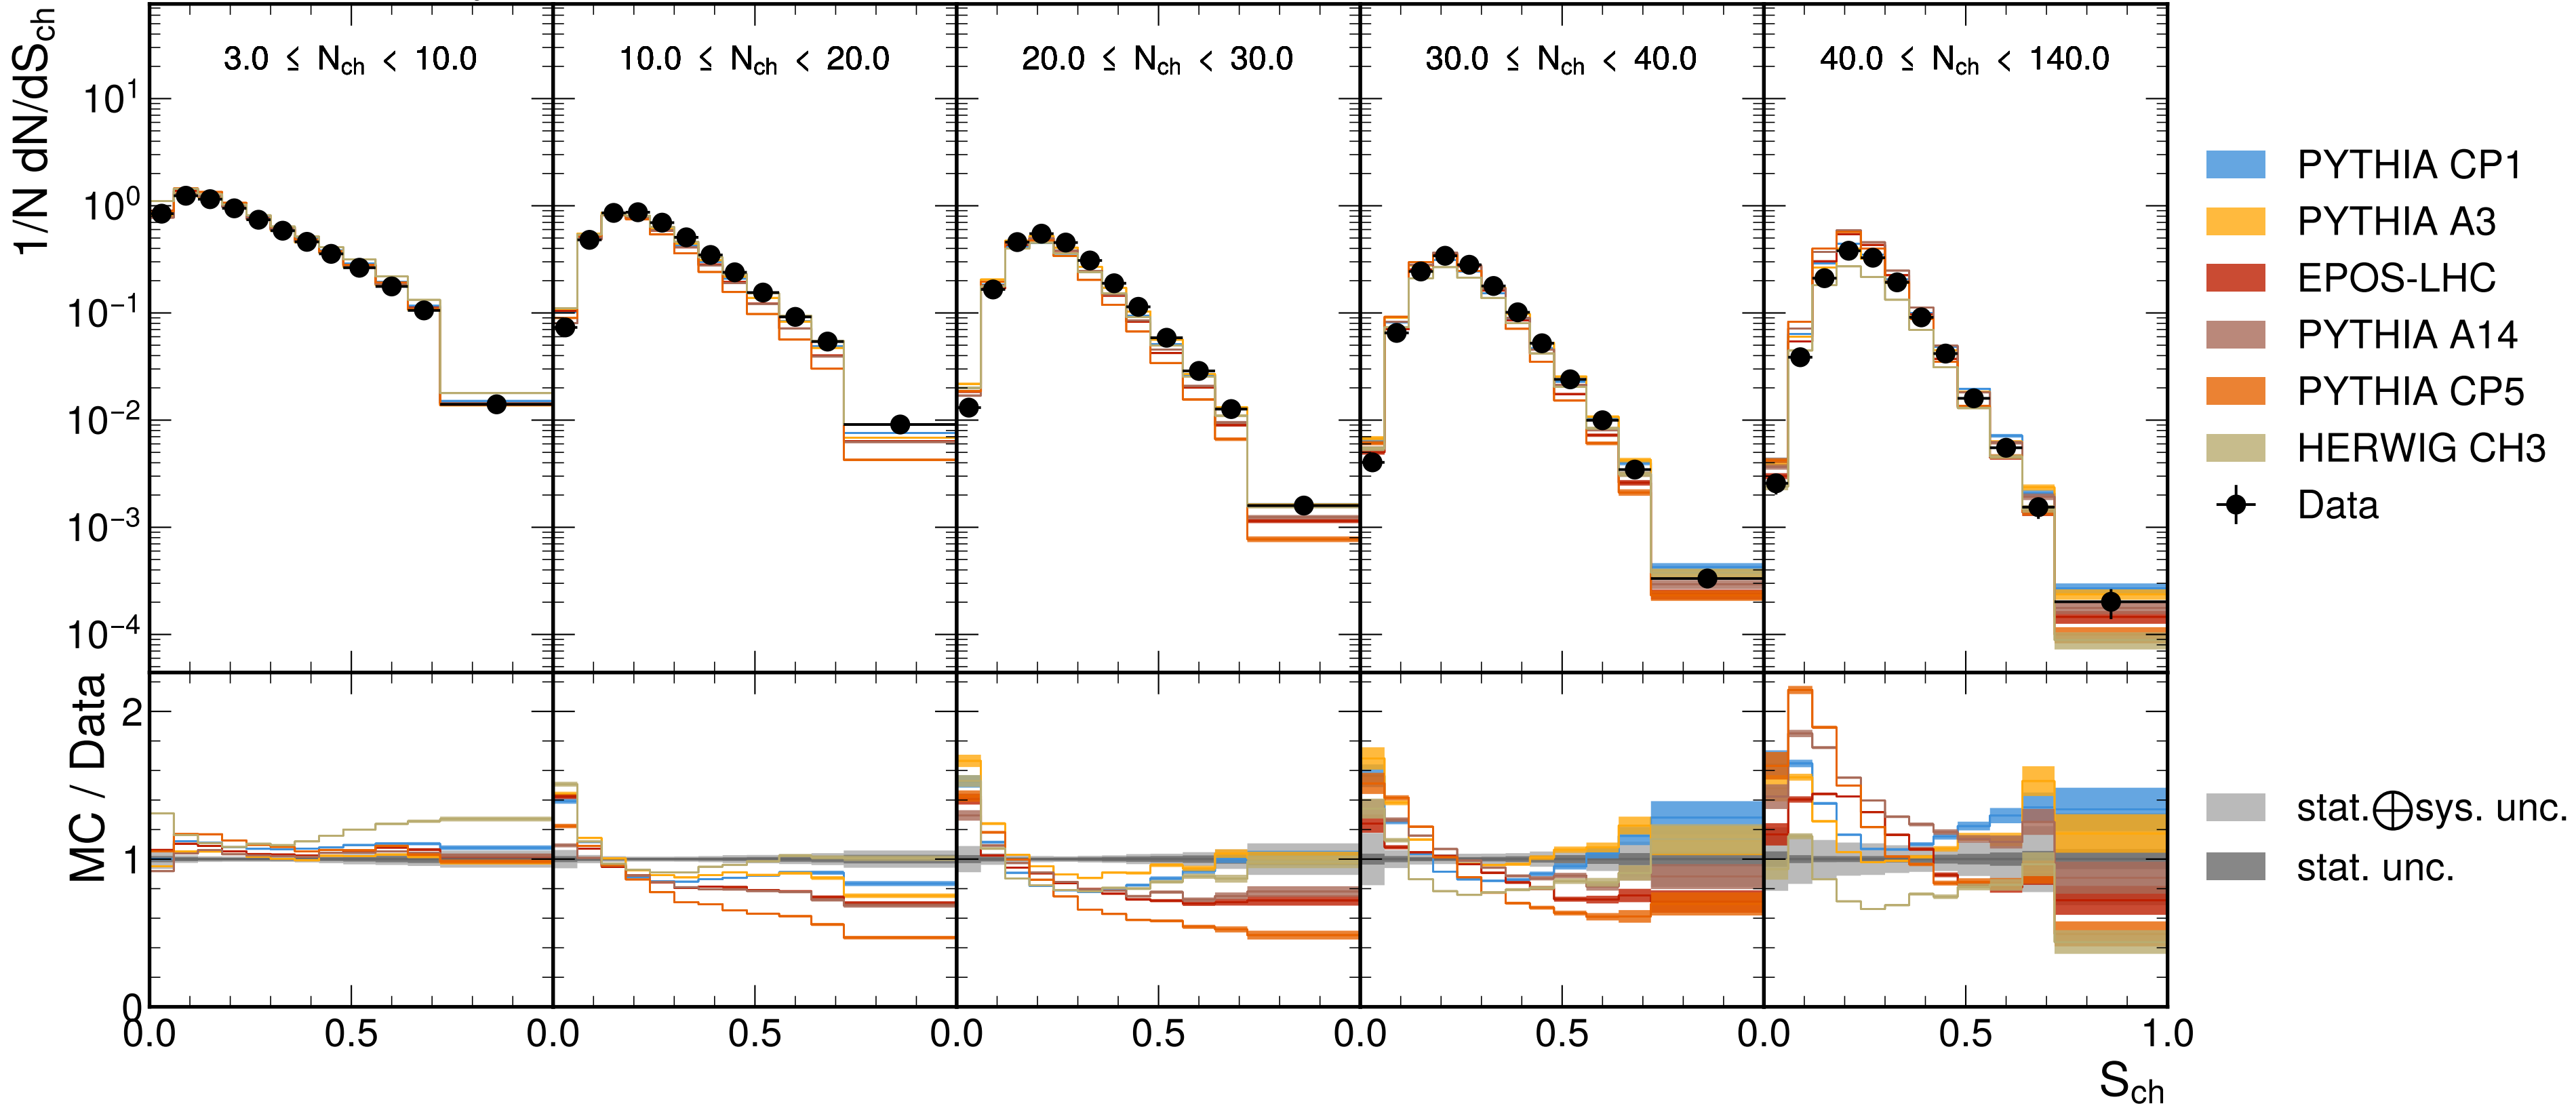 1/N dN/dS_ch
3.0 ≤ N_ch < 10.0
10.0 ≤ N_ch < 20.0
20.0 ≤ N_ch < 30.0
30.0 ≤ N_ch < 40.0
40.0 ≤ N_ch < 140.0
10^1
10^0
10^−1
10^−2
10^−3
10^−4
PYTHIA CP1
PYTHIA A3
EPOS-LHC
PYTHIA A14
PYTHIA CP5
HERWIG CH3
Data
MC / Data
2
1
0
stat.⊕sys. unc.
stat. unc.
0.0 0.5 0.0 0.5 0.0 0.5 0.0 0.5 0.0 0.5 1.0
S_ch